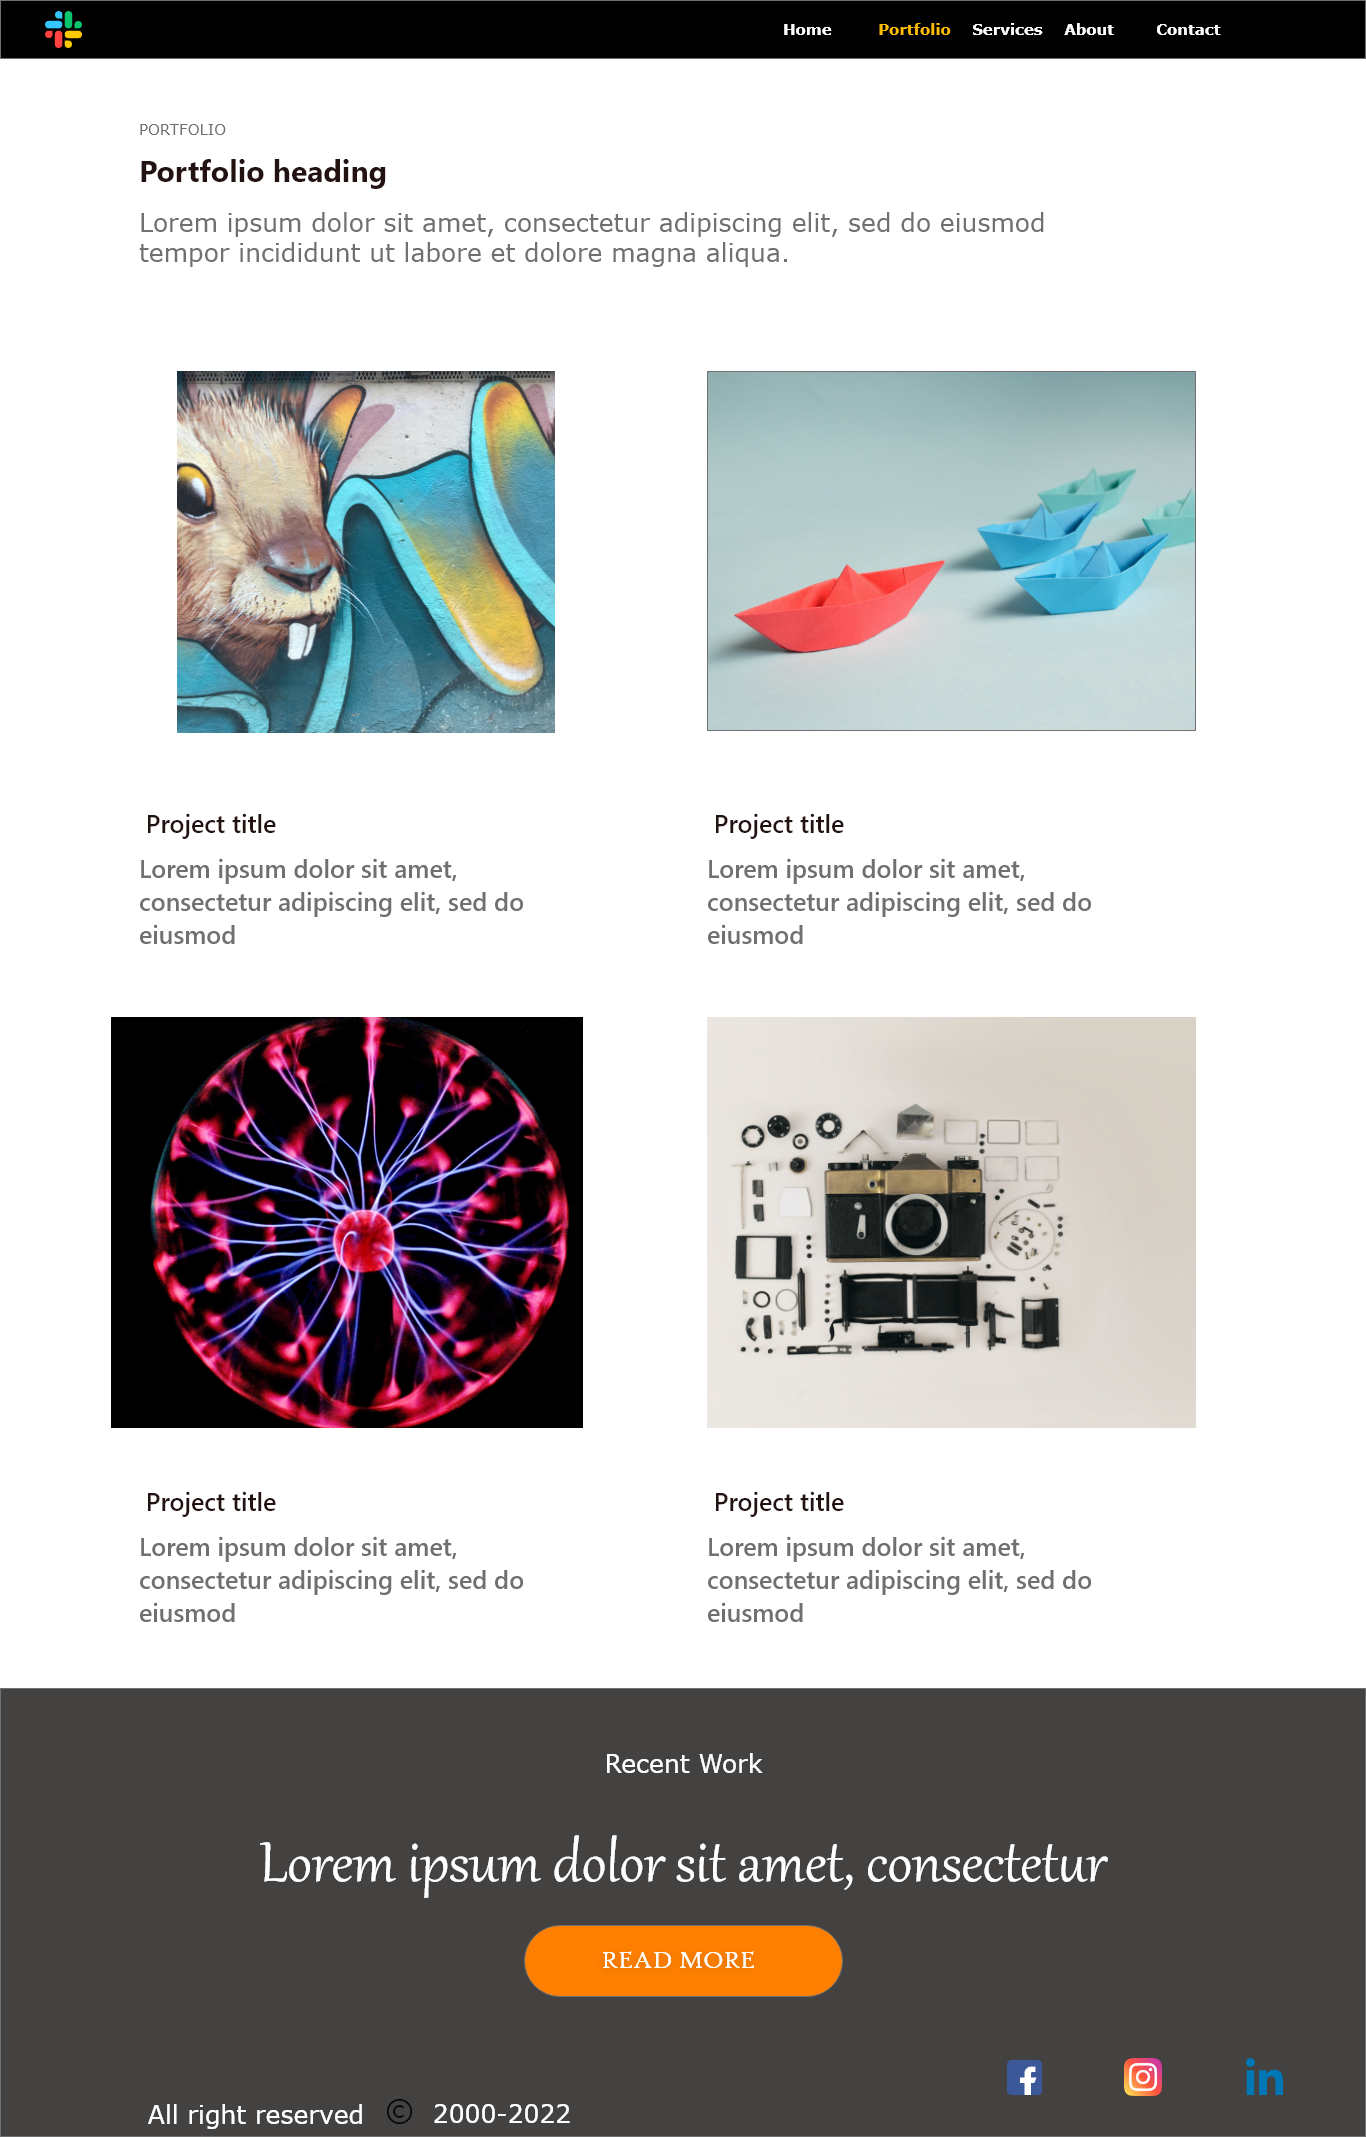 Home Portfolio Services About Contact
PORTFOLIO
Portfolio heading
Lorem ipsum dolor sit amet, consectetur adipiscing elit, sed do eiusmod
tempor incididunt ut labore et dolore magna aliqua.
Project title
Lorem ipsum dolor sit amet,
consectetur adipiscing elit, sed do
eiusmod
Project title
Lorem ipsum dolor sit amet,
consectetur adipiscing elit, sed do
eiusmod
Project title
Lorem ipsum dolor sit amet,
consectetur adipiscing elit, sed do
eiusmod
Project title
Lorem ipsum dolor sit amet,
consectetur adipiscing elit, sed do
eiusmod
Recent Work
Lorem ipsum dolor sit amet, consectetur
READ MORE
All right reserved © 2000-2022